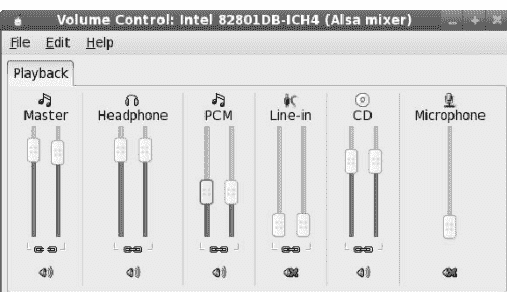 Volume Control: Intel 82801DB-ICH4 (Alsa mixer)
File Edit Help
Playback
Master Headphone PCM Line-in CD Microphone